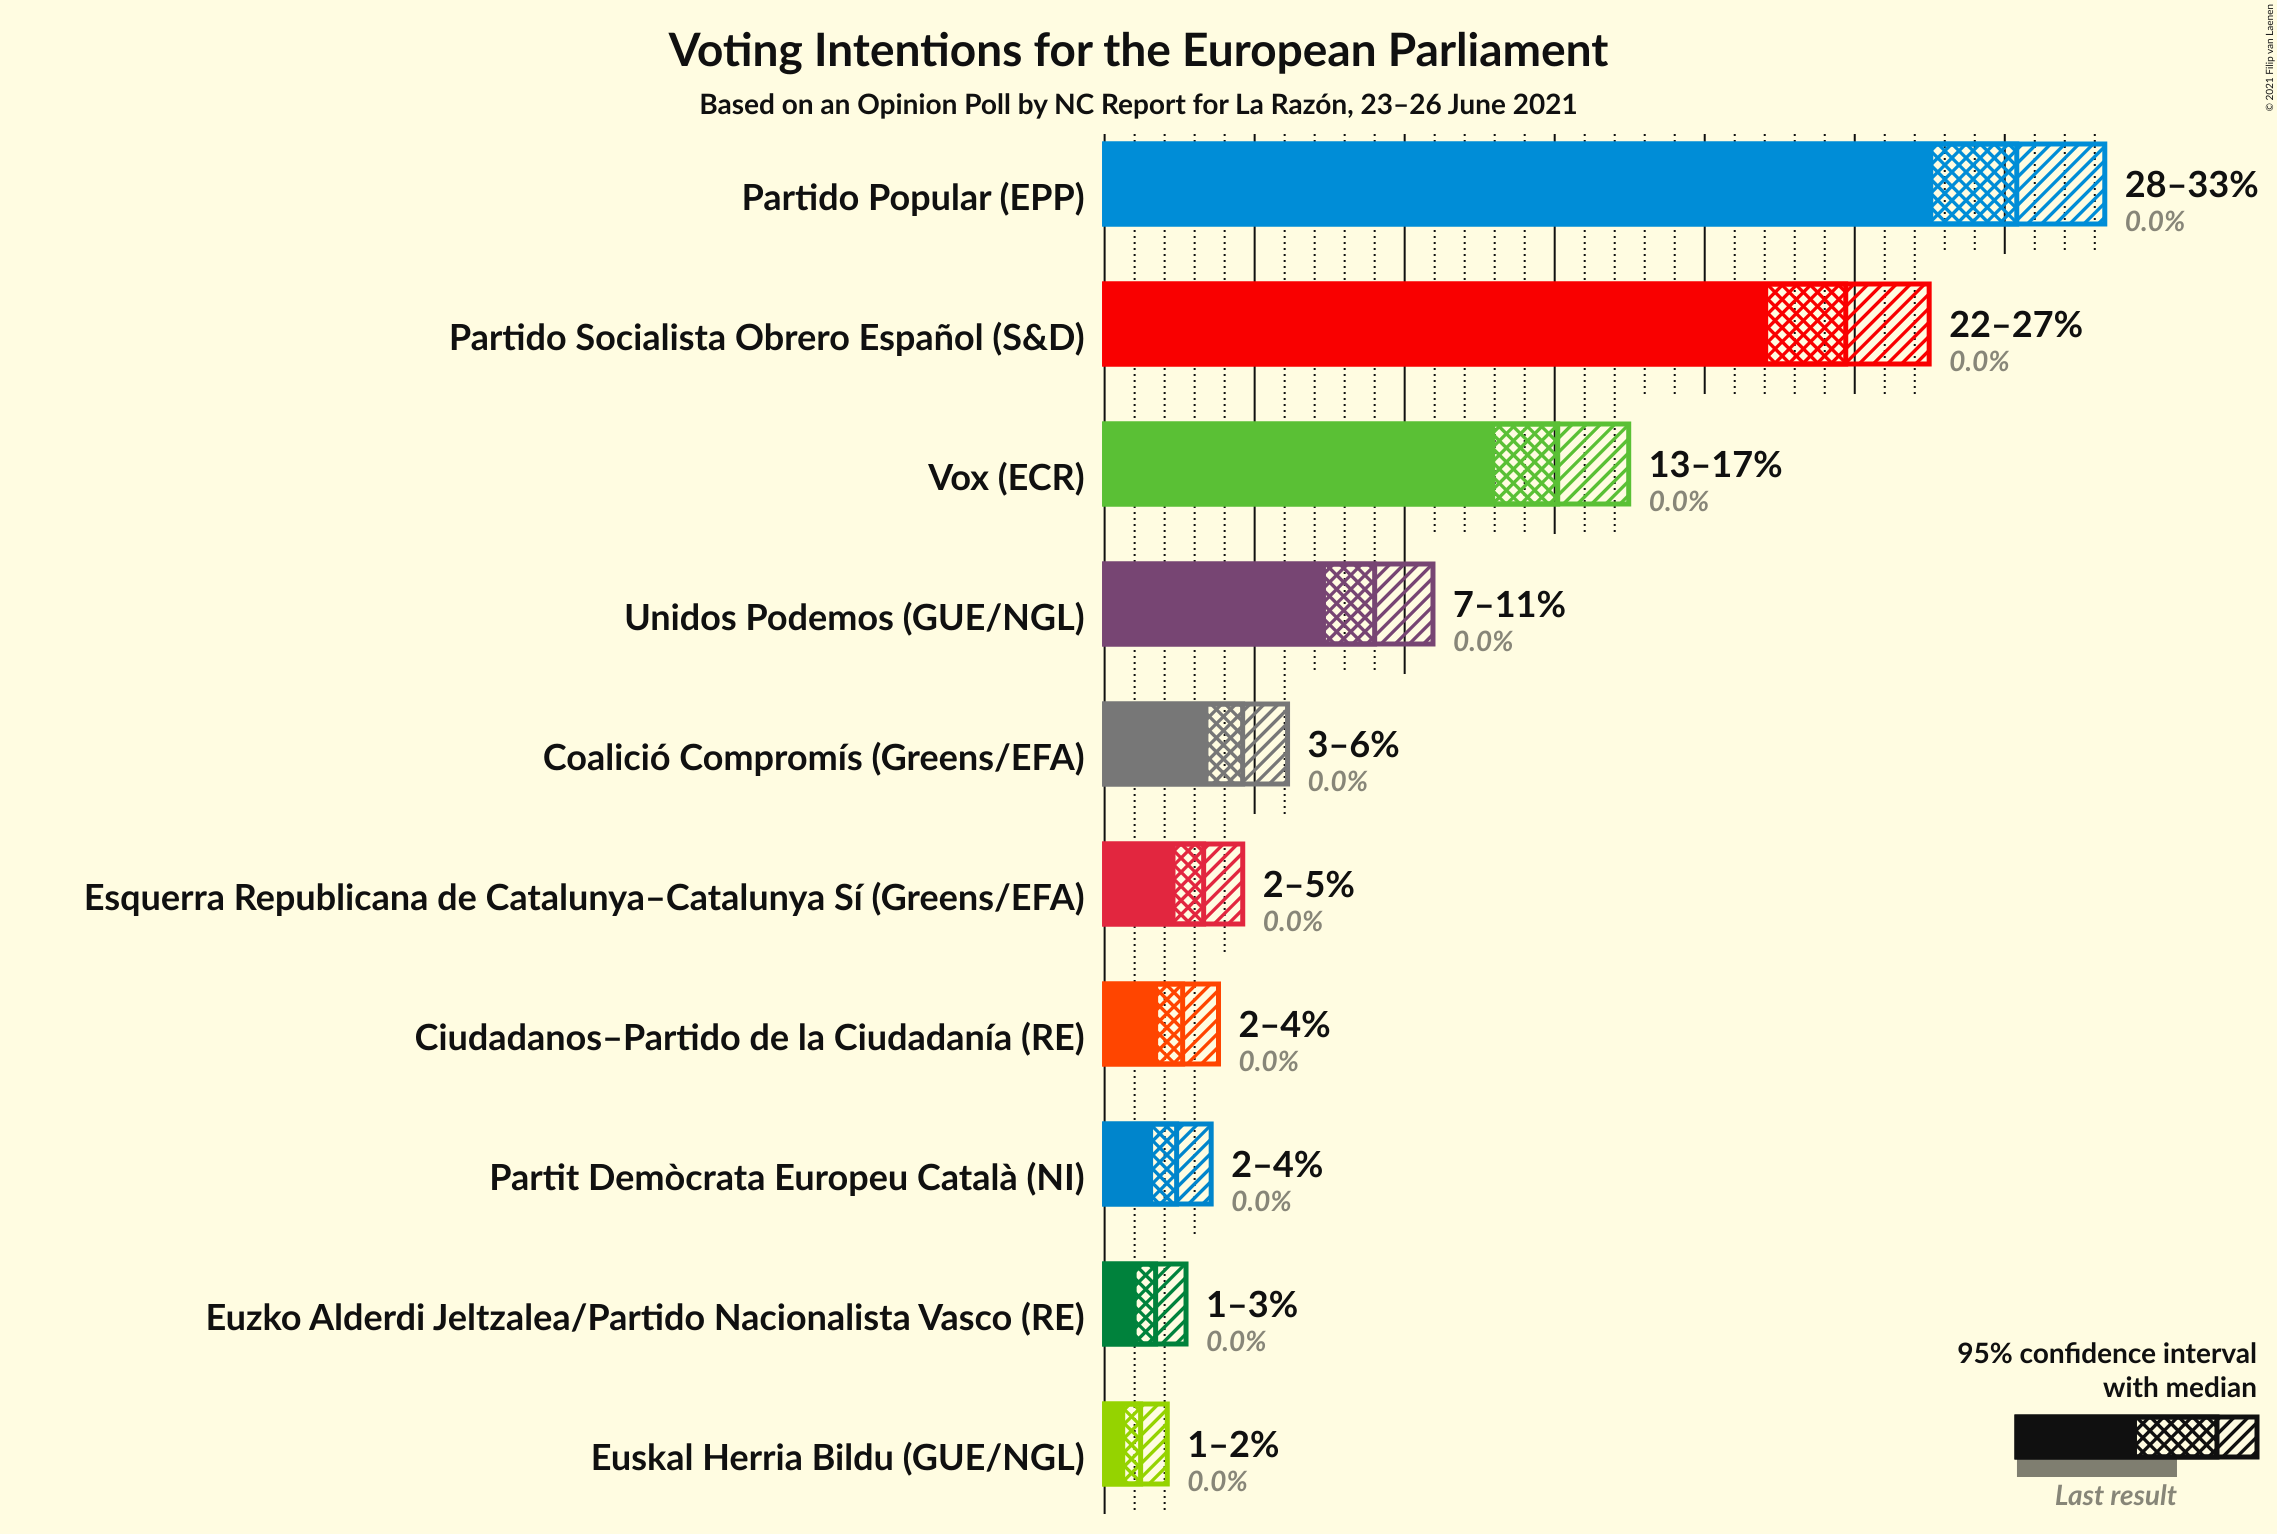 Voting Intentions for the European Parliament
Based on an Opinion Poll by NC Report for La Razón, 23–26 June 2021
© 2021 Filip van Laenen
Partido Popular (EPP)
28–33%
0.0%
Partido Socialista Obrero Español (S&D)
22–27%
0.0%
Vox (ECR)
13–17%
0.0%
Unidos Podemos (GUE/NGL)
7–11%
0.0%
Coalició Compromís (Greens/EFA)
3–6%
0.0%
Esquerra Republicana de Catalunya–Catalunya Sí (Greens/EFA)
2–5%
0.0%
Ciudadanos–Partido de la Ciudadanía (RE)
2–4%
0.0%
Partit Demòcrata Europeu Català (NI)
2–4%
0.0%
Euzko Alderdi Jeltzalea/Partido Nacionalista Vasco (RE)
1–3%
0.0%
Euskal Herria Bildu (GUE/NGL)
1–2%
0.0%
95% confidence interval
with median
Last result